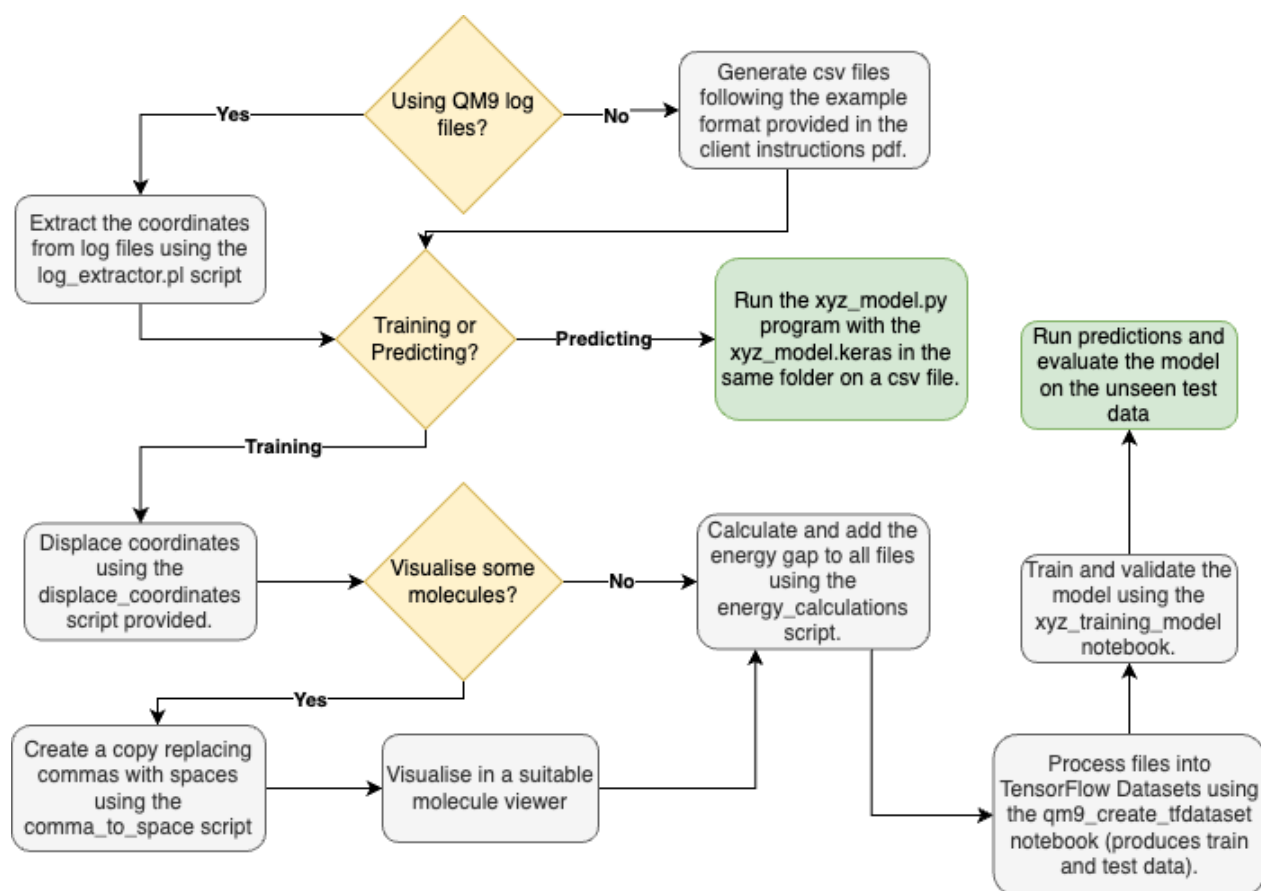 Using QM9 log
files?
Yes
No
Generate csv files
following the example
format provided in the
client instructions pdf.
Extract the coordinates
from log files using the
log_extractor.pl script
Training or
Predicting?
Predicting
Run the xyz_model.py
program with the
xyz_model.keras in the
same folder on a csv file.
Run predictions and
evaluate the model
on the unseen test
data
Training
Displace coordinates
using the
displace_coordinates
script provided.
Visualise some
molecules?
No
Calculate and add the
energy gap to all files
using the
energy_calculations
script.
Train and validate the
model using the
xyz_training_model
notebook.
Yes
Create a copy replacing
commas with spaces
using the
comma_to_space script
Visualise in a suitable
molecule viewer
Process files into
TensorFlow Datasets using
the qm9_create_tfdataset
notebook (produces train
and test data).